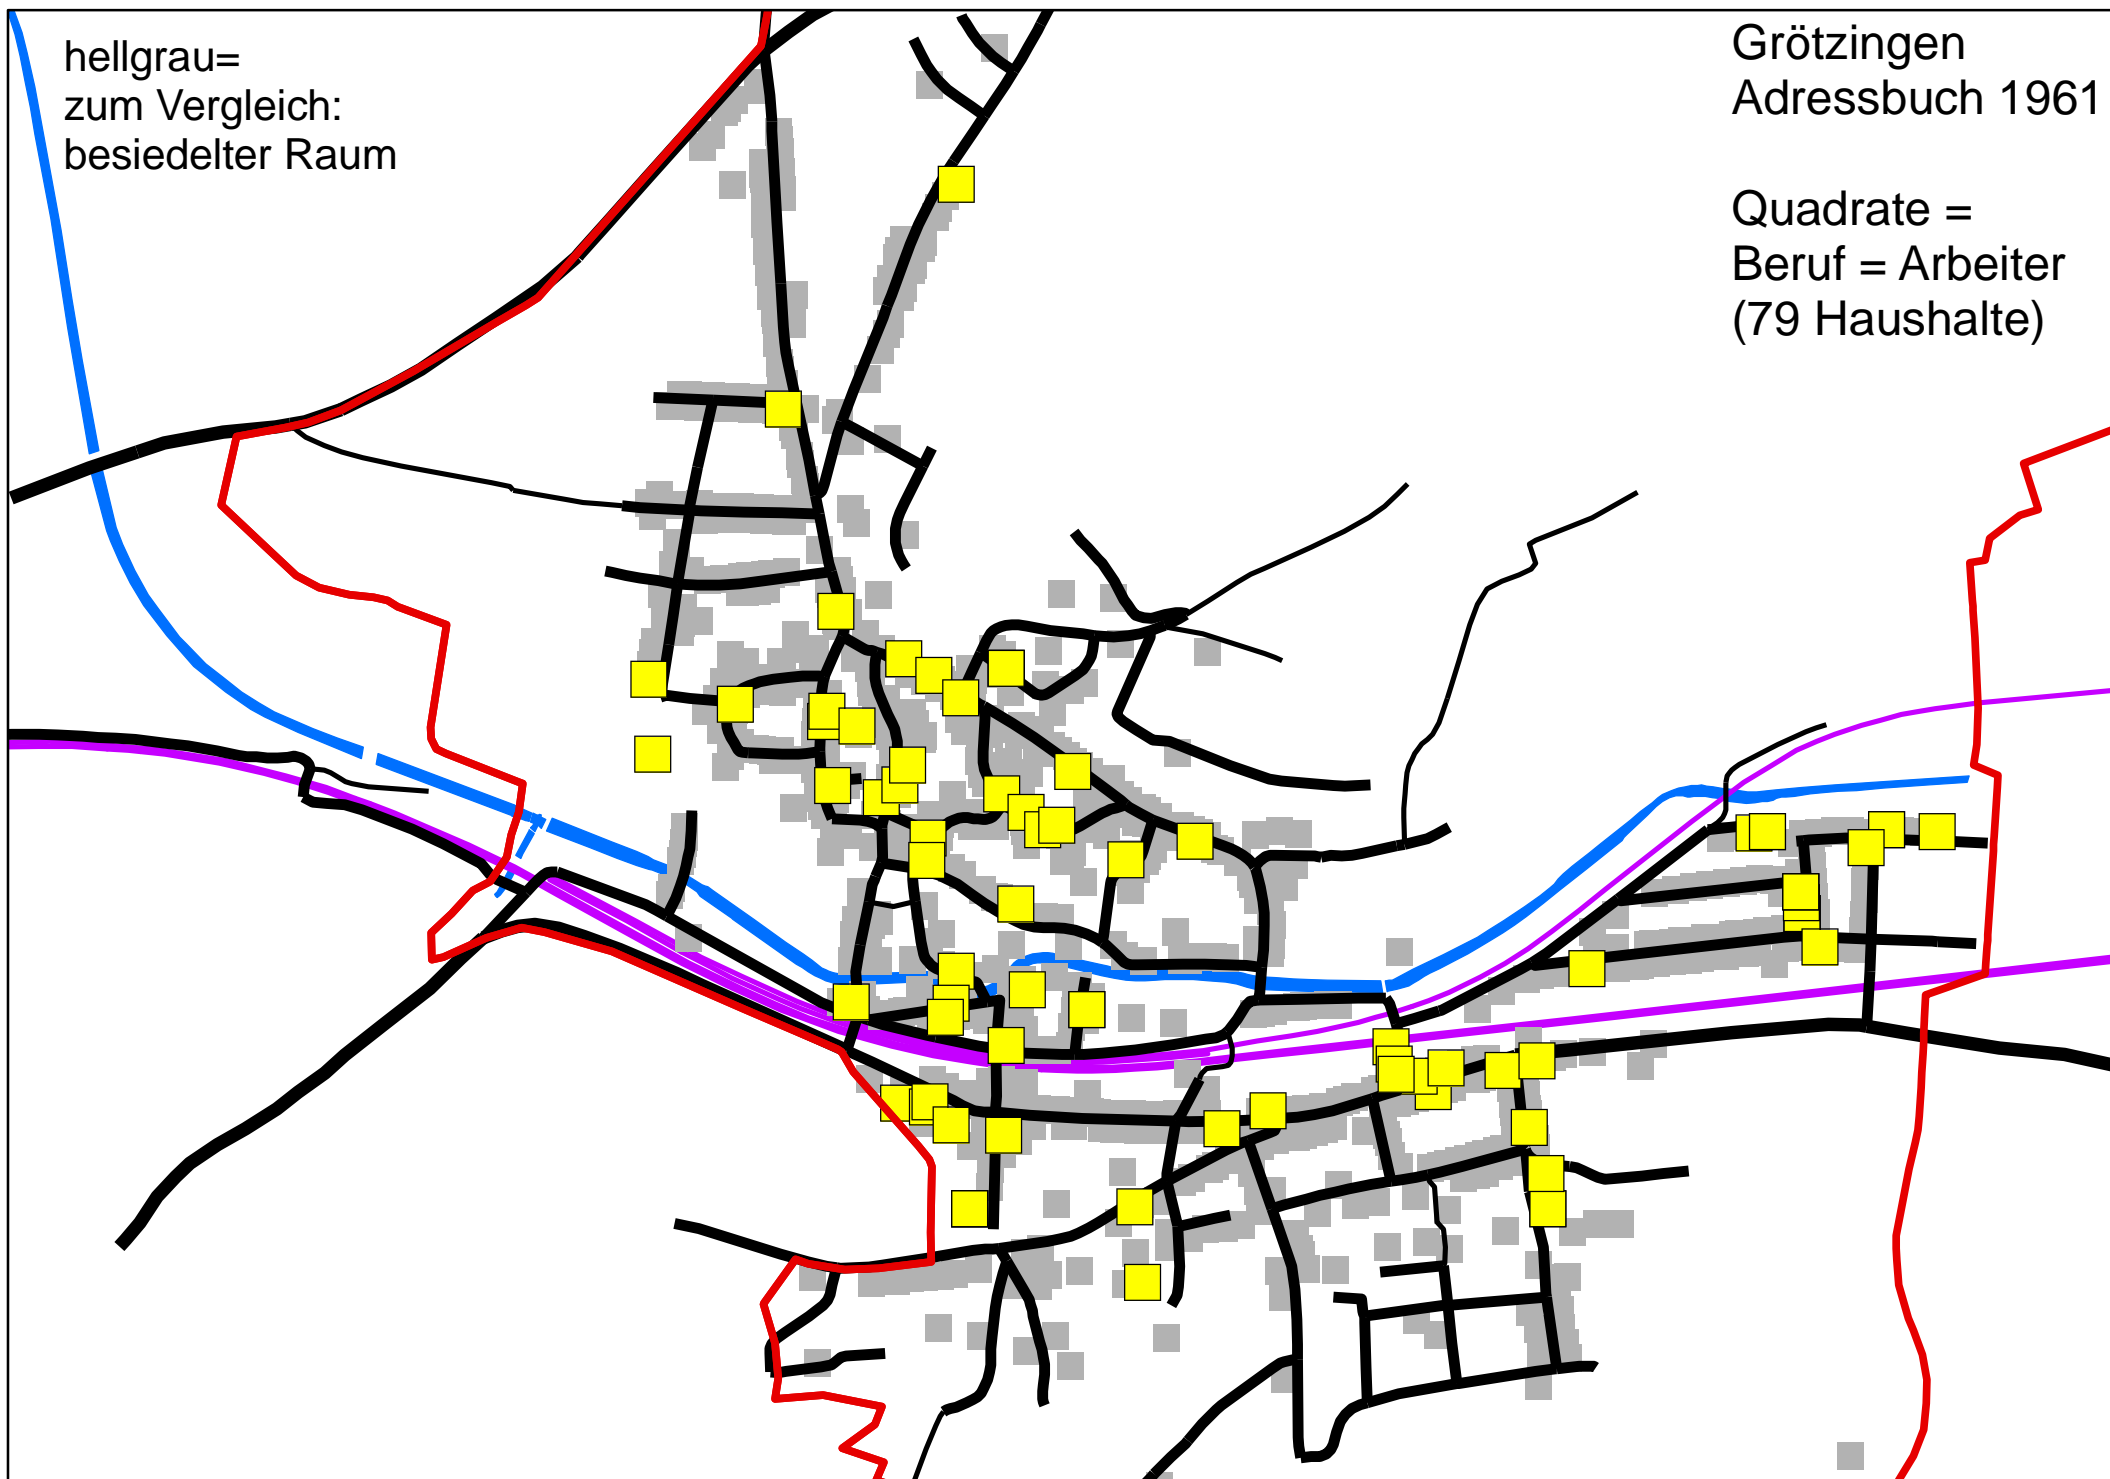 hellgrau=
zum Vergleich:
besiedelter Raum
Grötzingen
Adressbuch 1961
Quadrate =
Beruf = Arbeiter
(79 Haushalte)